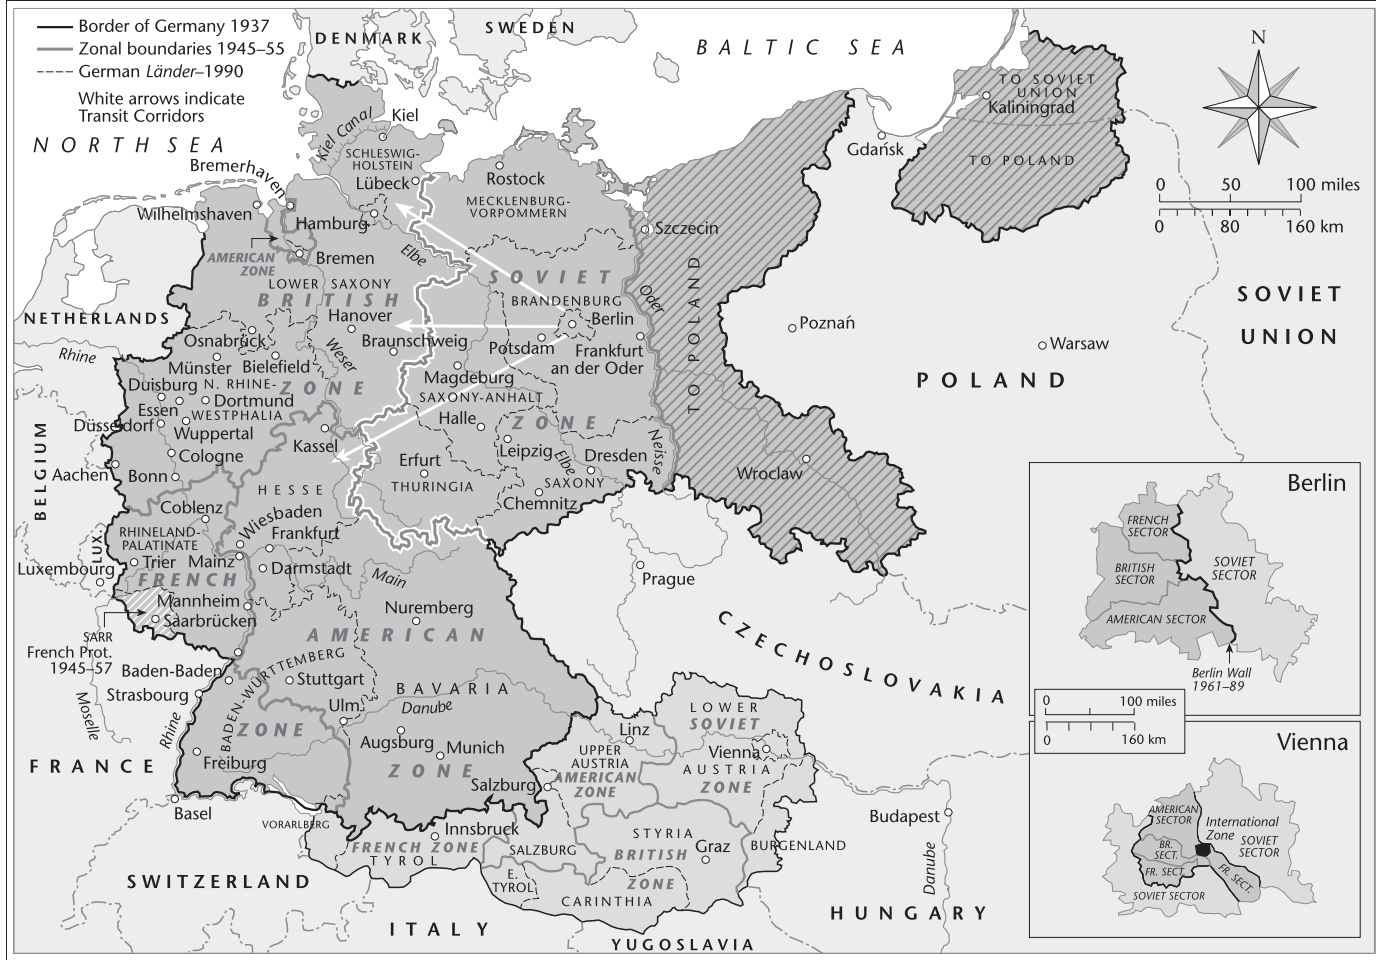 Border of Germany 1937
Zonal boundaries 1945–55
German Länder–1990
White arrows indicate
Transit Corridors
DENMARK
SWEDEN
BALTIC SEA
NORTH SEA
N
0 50 100 miles
0 80 160 km
TO SOVIET
UNION
Kaliningrad
TO POLAND
Gdańsk
Kiel Canal
Kiel
SCHLESWIG-
HOLSTEIN
Lübeck
Bremerhaven
Wilhelmshaven
Hamburg
AMERICAN
ZONE
Bremen
Elbe
Rostock
MECKLENBURG-
VORPOMMERN
Szczecin
SOVIET
BRANDENBURG
Berlin
Potsdam
Frankfurt
an der Oder
Oder
TO POLAND
LOWER SAXONY
BRITISH
Hanover
Braunschweig
NETHERLANDS
Rhine
Osnabrück
Münster
Bielefield
Weser
Duisburg
N. RHINE-
WESTPHALIA
ZONE
Essen
Dortmund
Düsseldorf
Wuppertal
Cologne
Kassel
Aachen
Bonn
BELGIUM
Magdeburg
SAXONY-ANHALT
Halle
ZONE
Leipzig
Elbe
Dresden
Neisse
Erfurt
THURINGIA
SAXONY
Chemnitz
Poznań
Warsaw
POLAND
SOVIET
UNION
Wroclaw
HESSE
Coblenz
Wiesbaden
Frankfurt
RHINELAND-
PALATINATE
LUX.
Luxembourg
Trier
Mainz
Darmstadt
FRENCH
Main
Mannheim
Saarbrücken
SARR
French Prot.
1945–57
Nuremberg
AMERICAN
Baden-Baden
Strasbourg
BADEN-WÜRTTEMBERG
Stuttgart
Moselle
Rhine
BAVARIA
Danube
Ulm
ZONE
Augsburg
Munich
Freiburg
ZONE
Salzburg
FRANCE
Basel
Prague
CZECHOSLOVAKIA
LOWER
SOVIET
Linz
Vienna
UPPER
AUSTRIA
AMERICAN
ZONE
AUSTRIA
ZONE
VORARLBERG
Innsbruck
FRENCH ZONE
TYROL
SALZBURG
STYRIA
BRITISH
Graz
BURGENLAND
ZONE
E.
TYROL
CARINTHIA
SWITZERLAND
ITALY
YUGOSLAVIA
HUNGARY
Budapest
Danube
Berlin
FRENCH
SECTOR
BRITISH
SECTOR
SOVIET
SECTOR
AMERICAN SECTOR
Berlin Wall
1961–89
0 100 miles
0 160 km
Vienna
AMERICAN
SECTOR
International
Zone
BR.
SECT.
SOVIET
SECTOR
FR. SECT.
FR. SECT.
SOVIET SECTOR